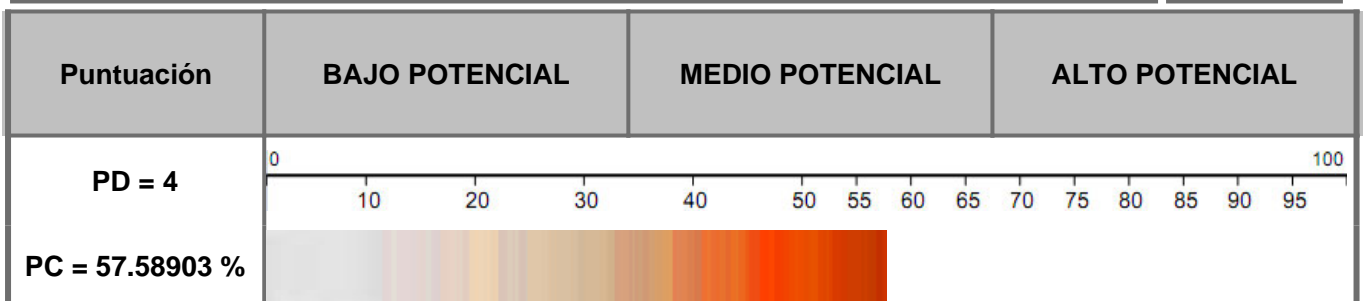 Puntuación BAJO POTENCIAL MEDIO POTENCIAL ALTO POTENCIAL
PD = 4
0 100
10 20 30 40 50 55 60 65 70 75 80 85 90 95
PC = 57.58903 %